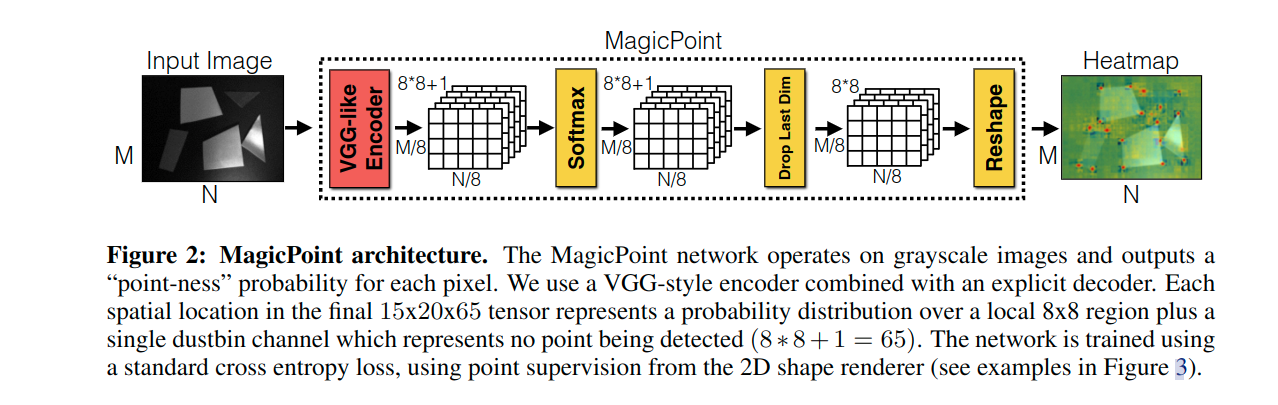 MagicPoint
Input Image
Heatmap
M
N
VGG-like
Encoder
8*8+1
M/8
N/8
Softmax
8*8+1
M/8
N/8
Drop Last Dim
8*8
M/8
N/8
Reshape
M
N
Figure 2: MagicPoint architecture. The MagicPoint network operates on grayscale images and outputs a
“point-ness” probability for each pixel. We use a VGG-style encoder combined with an explicit decoder. Each
spatial location in the final 15x20x65 tensor represents a probability distribution over a local 8x8 region plus a
single dustbin channel which represents no point being detected (8 ∗ 8 + 1 = 65). The network is trained using
a standard cross entropy loss, using point supervision from the 2D shape renderer (see examples in Figure 3).